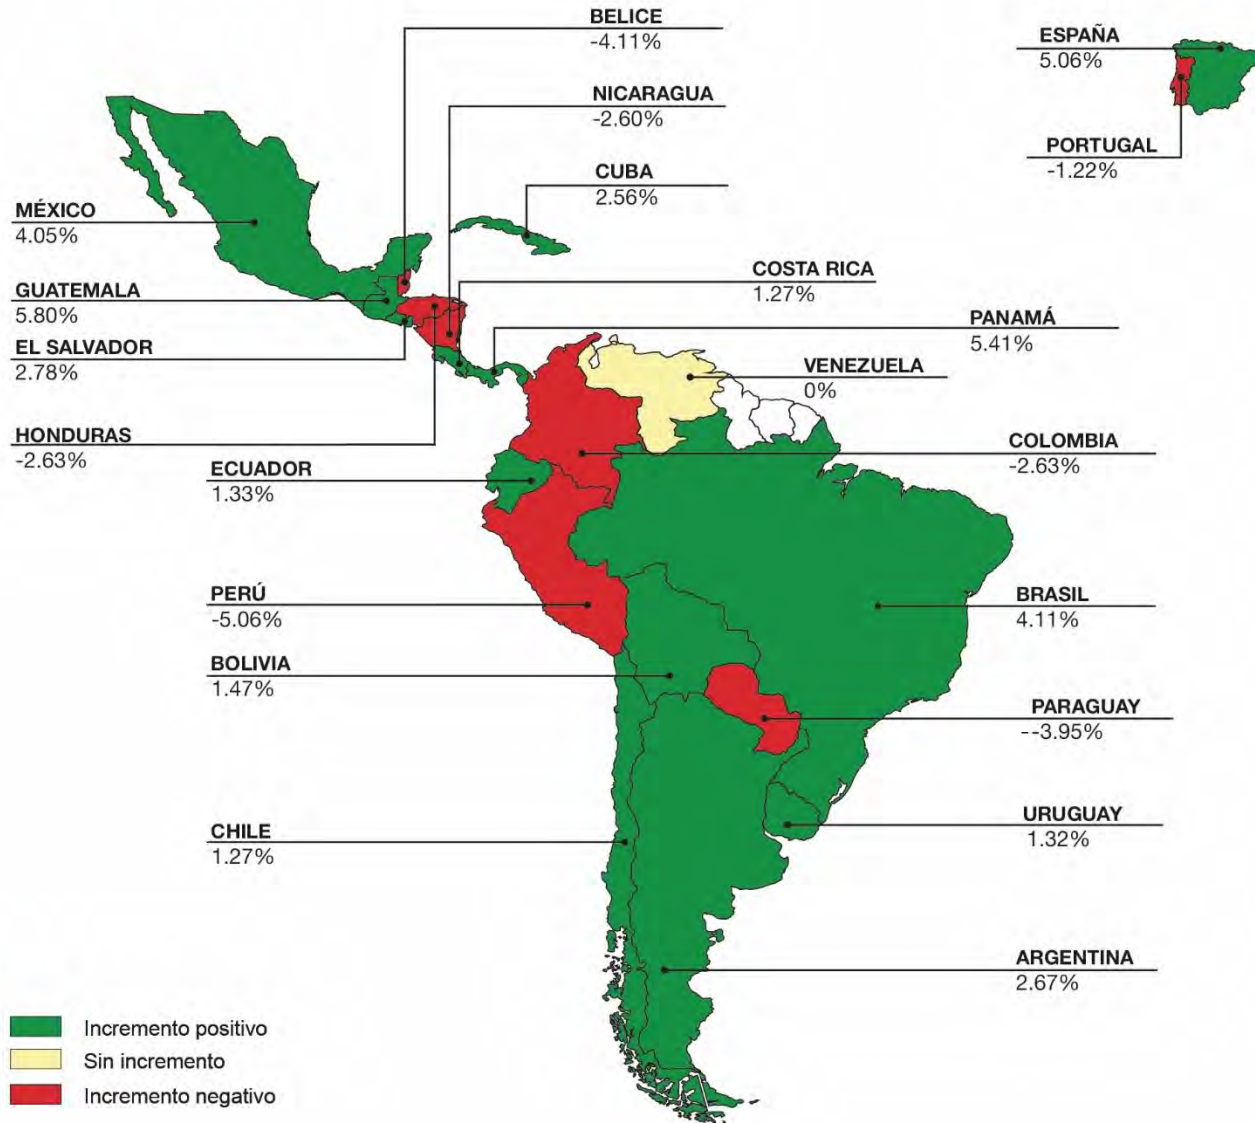 BELICE
-4.11%
ESPAÑA
5.06%
NICARAGUA
-2.60%
PORTUGAL
-1.22%
CUBA
2.56%
MÉXICO
4.05%
COSTA RICA
1.27%
GUATEMALA
5.80%
PANAMÁ
5.41%
EL SALVADOR
2.78%
VENEZUELA
0%
HONDURAS
-2.63%
COLOMBIA
-2.63%
ECUADOR
1.33%
PERÚ
-5.06%
BRASIL
4.11%
BOLIVIA
1.47%
PARAGUAY
--3.95%
URUGUAY
1.32%
CHILE
1.27%
ARGENTINA
2.67%
Incremento positivo
Sin incremento
Incremento negativo